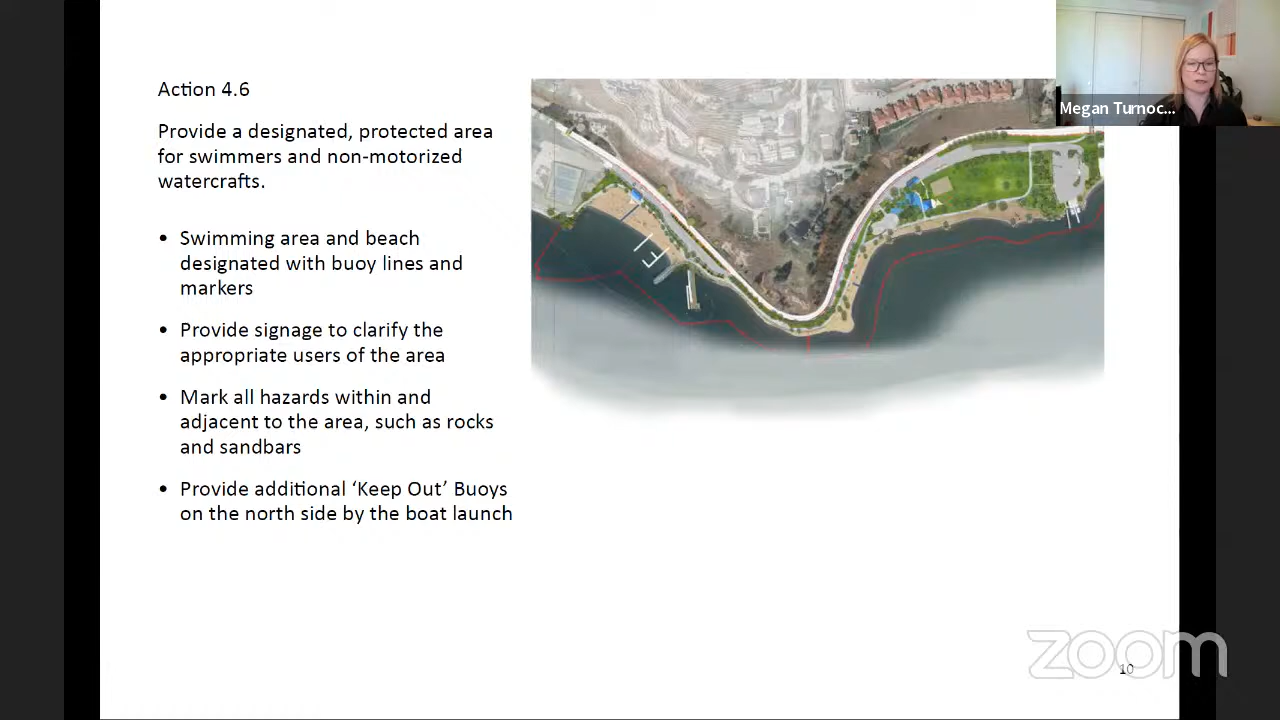 Action 4.6
Provide a designated, protected area
for swimmers and non-motorized
watercrafts.
• Swimming area and beach
designated with buoy lines and
markers
• Provide signage to clarify the
appropriate users of the area
• Mark all hazards within and
adjacent to the area, such as rocks
and sandbars
• Provide additional ‘Keep Out’ Buoys
on the north side by the boat launch
Megan Turnoc...
zoom
10